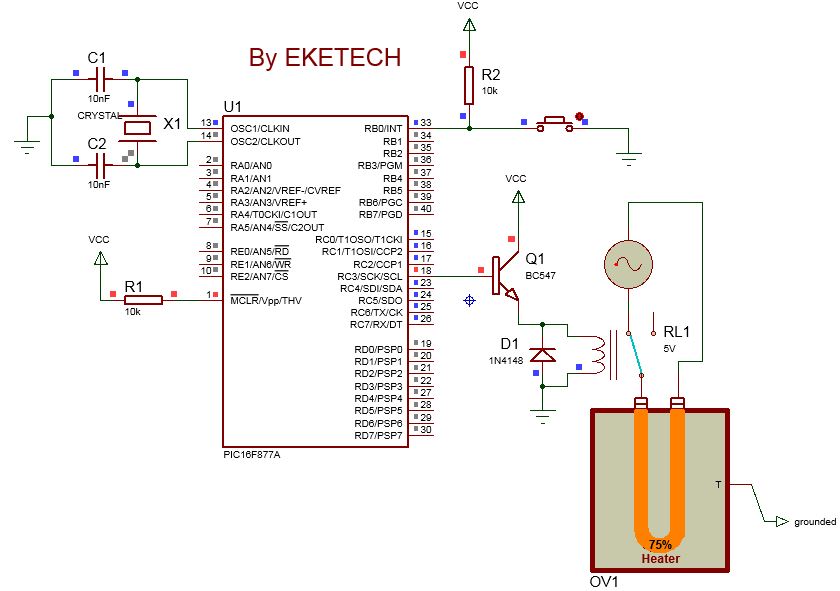 By EKETECH
VCC
R2
10k
C1
10nF
CRYSTAL
X1
C2
10nF
U1
13 OSC1/CLKIN
14 OSC2/CLKOUT
2 RA0/AN0
3 RA1/AN1
4 RA2/AN2/VREF-/CVREF
5 RA3/AN3/VREF+
6 RA4/T0CKI/C1OUT
7 RA5/AN4/SS/C2OUT
8 RE0/AN5/RD
9 RE1/AN6/WR
10 RE2/AN7/CS
1 MCLR/Vpp/THV
RB0/INT 33
RB1 34
RB2 35
RB3/PGM 36
RB4 37
RB5 38
RB6/PGC 39
RB7/PGD 40
RC0/T1OSO/T1CKI 15
RC1/T1OSI/CCP2 16
RC2/CCP1 17
RC3/SCK/SCL 18
RC4/SDI/SDA 23
RC5/SDO 24
RC6/TX/CK 25
RC7/RX/DT 26
RD0/PSP0 19
RD1/PSP1 20
RD2/PSP2 21
RD3/PSP3 22
RD4/PSP4 27
RD5/PSP5 28
RD6/PSP6 29
RD7/PSP7 30
PIC16F877A
VCC
R1
10k
VCC
Q1
BC547
D1
1N4148
RL1
5V
T
grounded
75%
Heater
OV1